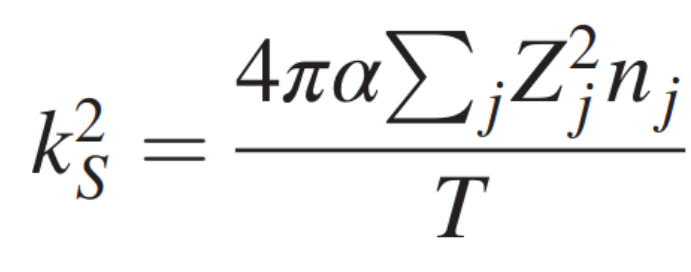 k_S^2 = \frac{4\pi\alpha\sum_j Z_j^2 n_j}{T}